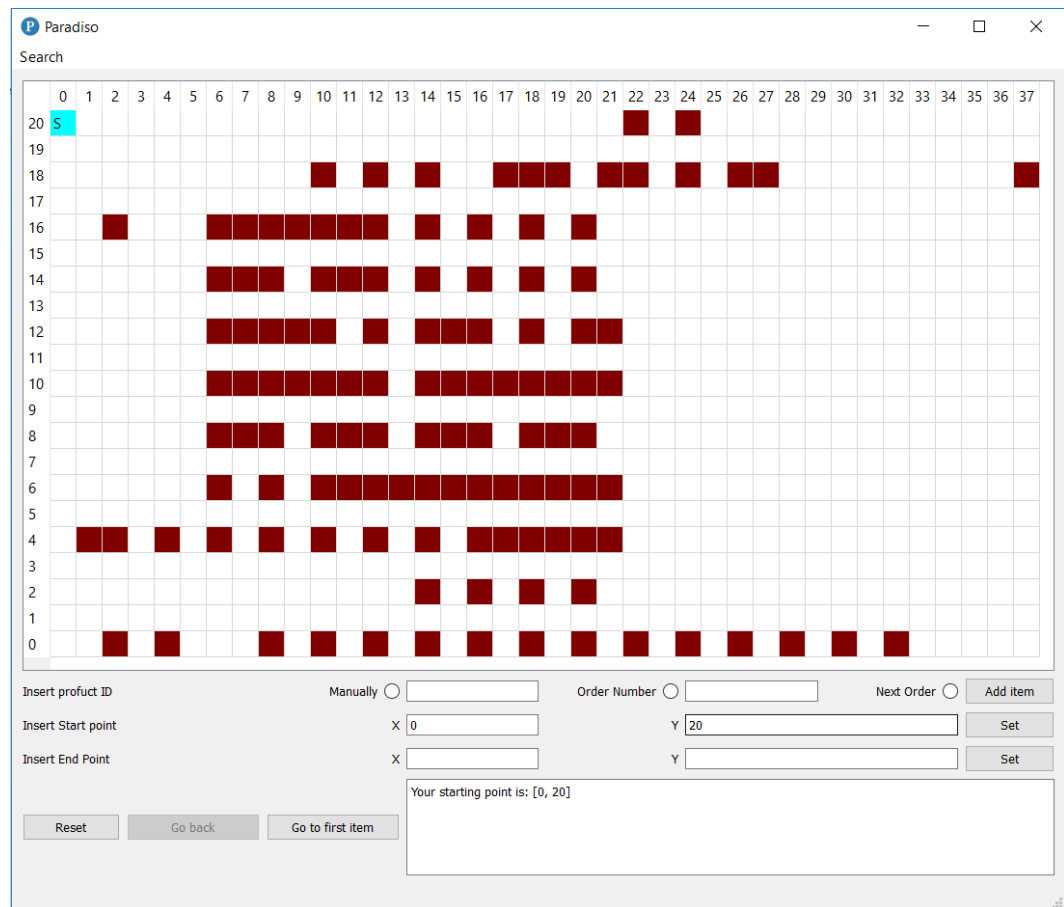 P Paradiso
Search
0 1 2 3 4 5 6 7 8 9 10 11 12 13 14 15 16 17 18 19 20 21 22 23 24 25 26 27 28 29 30 31 32 33 34 35 36 37
20 S
19
18
17
16
15
14
13
12
11
10
9
8
7
6
5
4
3
2
1
0
Insert profuct ID Manually Order Number Next Order Add item
Insert Start point X 0 Y 20 Set
Insert End Point X Y Set
Your starting point is: [0, 20]
Reset Go back Go to first item